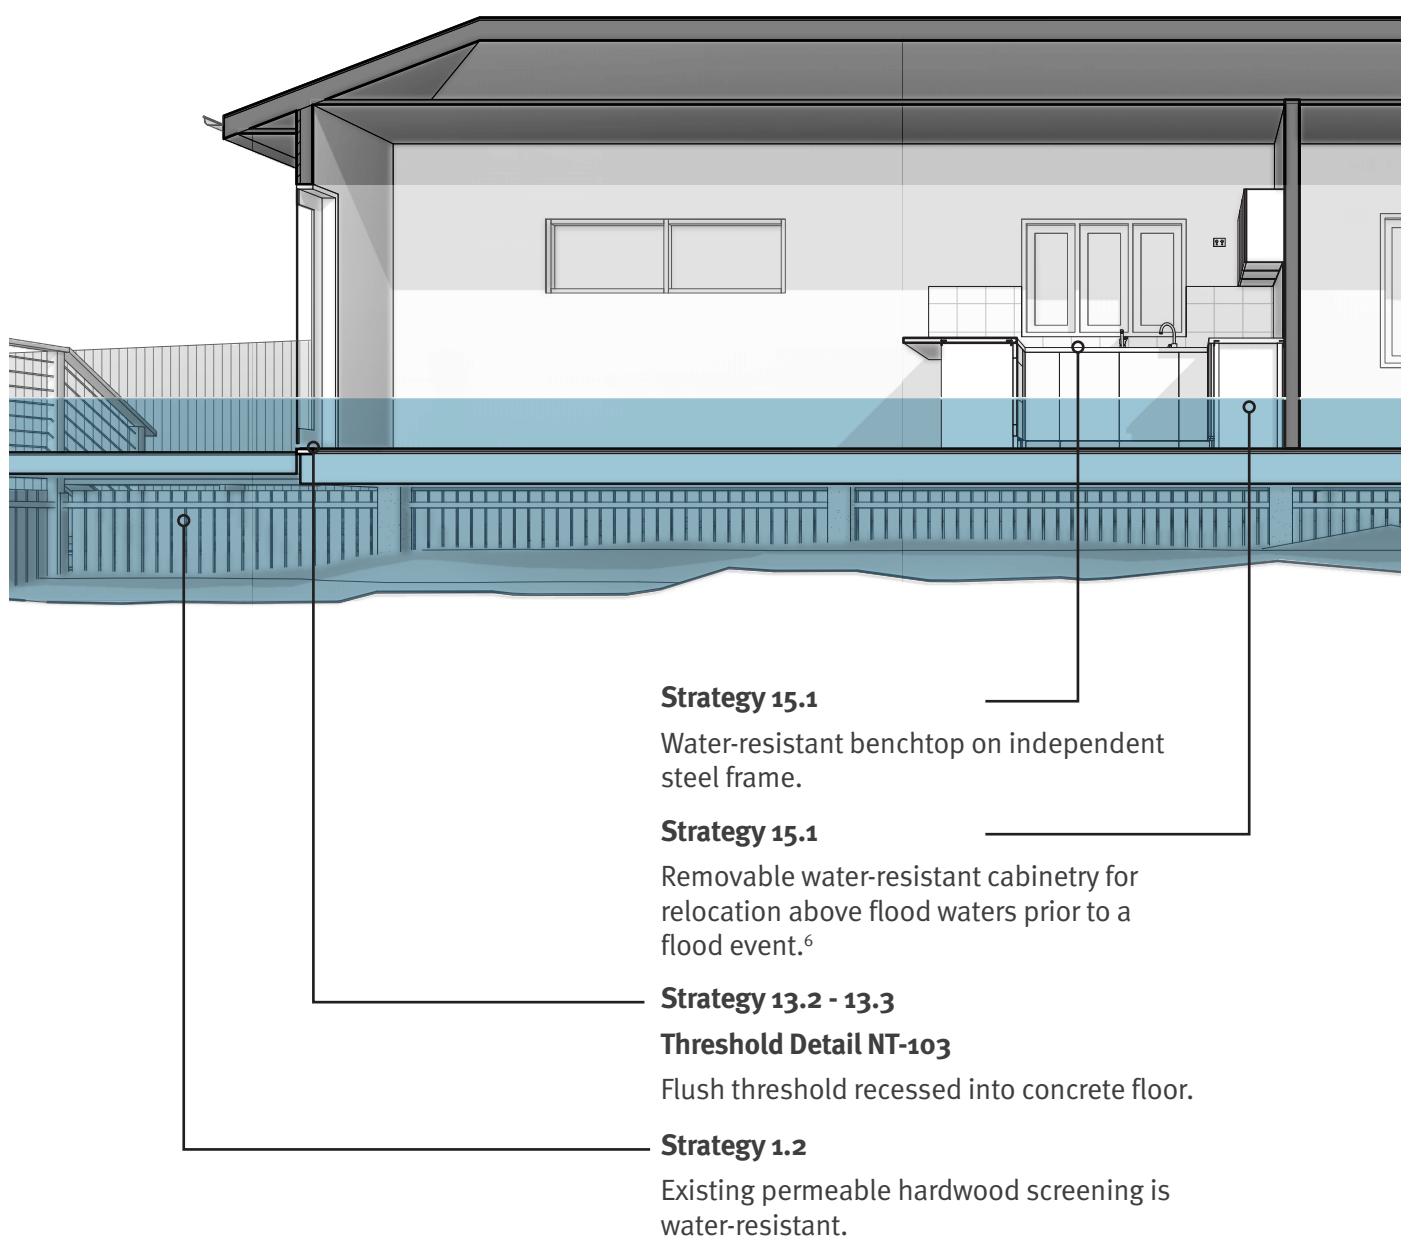 Strategy 15.1
Water-resistant benchtop on independent
steel frame.
Strategy 15.1
Removable water-resistant cabinetry for
relocation above flood waters prior to a
flood event.⁶
Strategy 13.2 - 13.3
Threshold Detail NT-103
Flush threshold recessed into concrete floor.
Strategy 1.2
Existing permeable hardwood screening is
water-resistant.